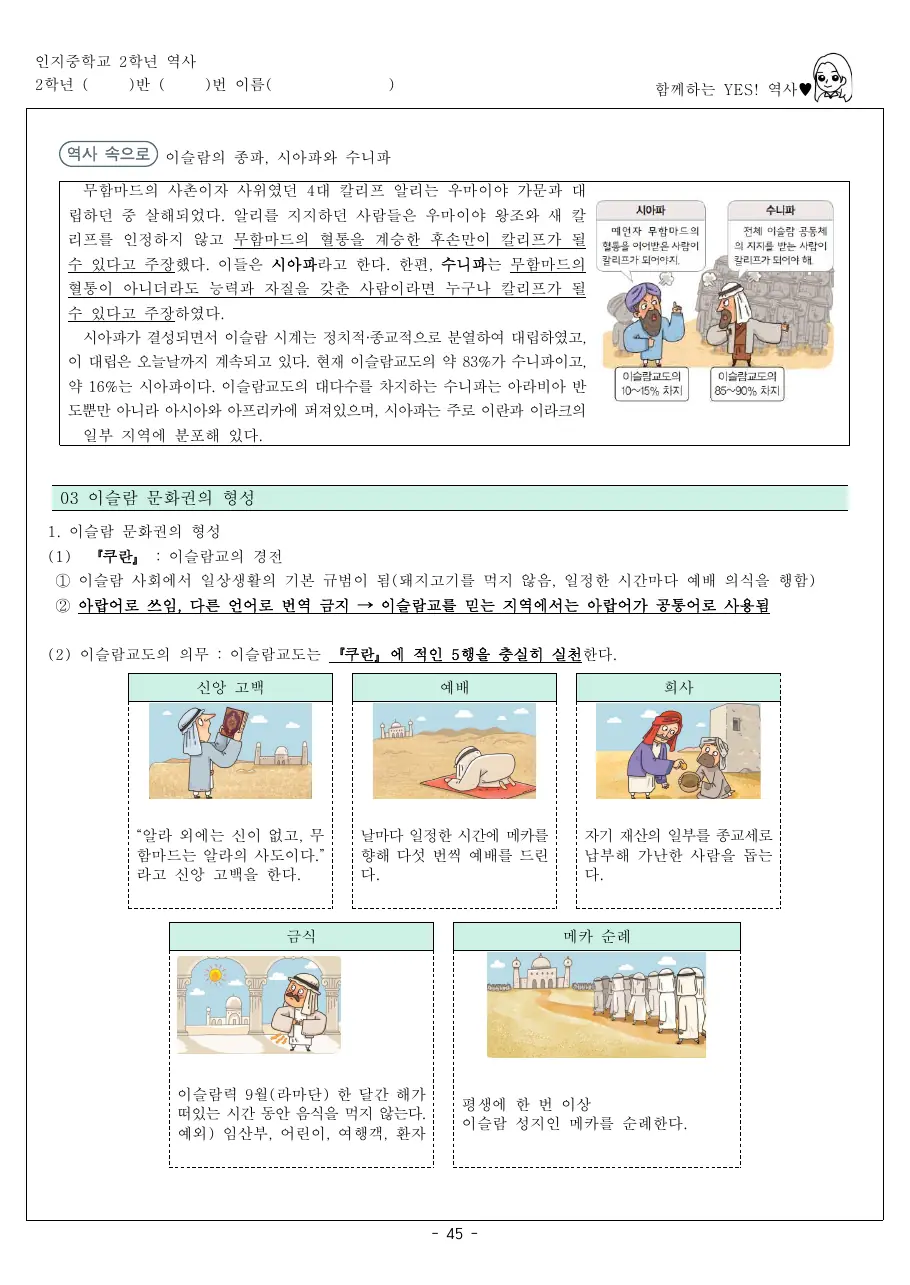 인지중학교 2학년 역사
2학년 (    )반 (    )번 이름(            )
함께하는 YES! 역사♥
역사 속으로 이슬람의 종파, 시아파와 수니파
무함마드의 사촌이자 사위였던 4대 칼리프 알리는 우마이야 가문과 대
립하던 중 살해되었다. 알리를 지지하던 사람들은 우마이야 왕조와 새 칼
리프를 인정하지 않고 무함마드의 혈통을 계승한 후손만이 칼리프가 될
수 있다고 주장했다. 이들은 시아파라고 한다. 한편, 수니파는 무함마드의
혈통이 아니더라도 능력과 자질을 갖춘 사람이라면 누구나 칼리프가 될
수 있다고 주장하였다.
시아파가 결성되면서 이슬람 시계는 정치적·종교적으로 분열하여 대립하였고,
이 대립은 오늘날까지 계속되고 있다. 현재 이슬람교도의 약 83%가 수니파이고,
약 16%는 시아파이다. 이슬람교도의 대다수를 차지하는 수니파는 아라비아 반
도뿐만 아니라 아시아와 아프리카에 퍼져있으며, 시아파는 주로 이란과 이라크의
일부 지역에 분포해 있다.
시아파
예언자 무함마드의
혈통을 이어받은 사람이
칼리프가 되어야지.
수니파
전체 이슬람 공동체
의 지지를 받는 사람이
칼리프가 되어야 해.
이슬람교도의
10~15% 차지
이슬람교도의
85~90% 차지
03 이슬람 문화권의 형성
1. 이슬람 문화권의 형성
(1) 『쿠란』 : 이슬람교의 경전
① 이슬람 사회에서 일상생활의 기본 규범이 됨(돼지고기를 먹지 않음, 일정한 시간마다 예배 의식을 행함)
② 아랍어로 쓰임, 다른 언어로 번역 금지 → 이슬람교를 믿는 지역에서는 아랍어가 공통어로 사용됨
(2) 이슬람교도의 의무 : 이슬람교도는 『쿠란』에 적인 5행을 충실히 실천한다.
신앙 고백
“알라 외에는 신이 없고, 무
함마드는 알라의 사도이다.”
라고 신앙 고백을 한다.
예배
날마다 일정한 시간에 메카를
향해 다섯 번씩 예배를 드린
다.
희사
자기 재산의 일부를 종교세로
납부해 가난한 사람을 돕는
다.
금식
이슬람력 9월(라마단) 한 달간 해가
떠있는 시간 동안 음식을 먹지 않는다.
예외) 임산부, 어린이, 여행객, 환자
메카 순례
평생에 한 번 이상
이슬람 성지인 메카를 순례한다.
- 45 -